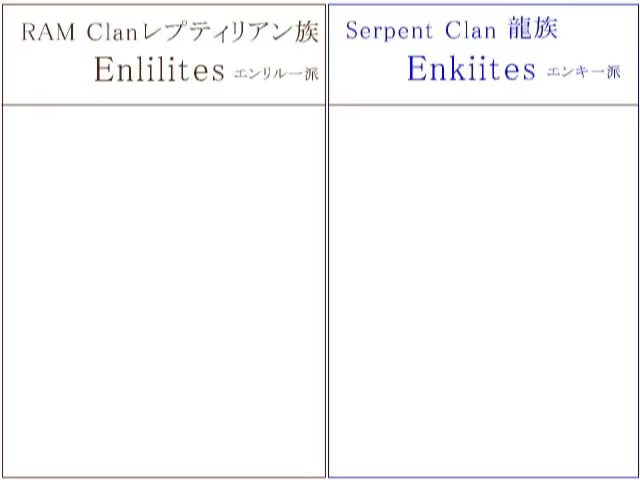 RAM Clanレプティリアン族
Enlilites エンリル一派
Serpent Clan 龍族
Enkiites エンキ一派